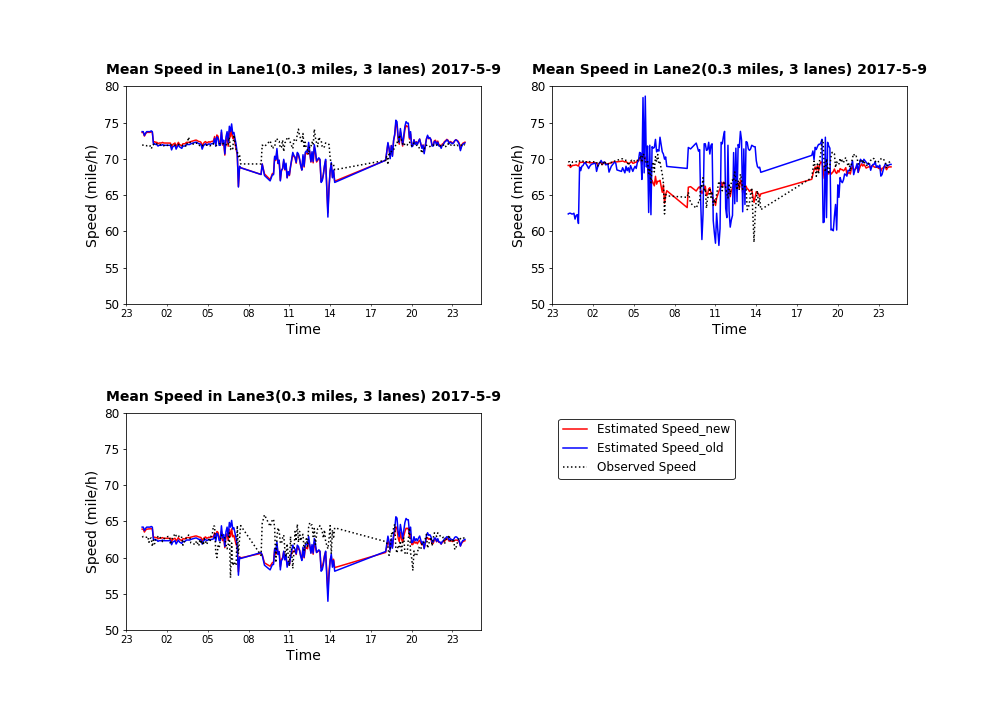 Mean Speed in Lane1(0.3 miles, 3 lanes) 2017-5-9
80
75
70
65
60
55
50
Speed (mile/h)
23 02 05 08 11 14 17 20 23
Time
Mean Speed in Lane2(0.3 miles, 3 lanes) 2017-5-9
80
75
70
65
60
55
50
Speed (mile/h)
23 02 05 08 11 14 17 20 23
Time
Mean Speed in Lane3(0.3 miles, 3 lanes) 2017-5-9
80
75
70
65
60
55
50
Speed (mile/h)
23 02 05 08 11 14 17 20 23
Time
Estimated Speed_new
Estimated Speed_old
Observed Speed